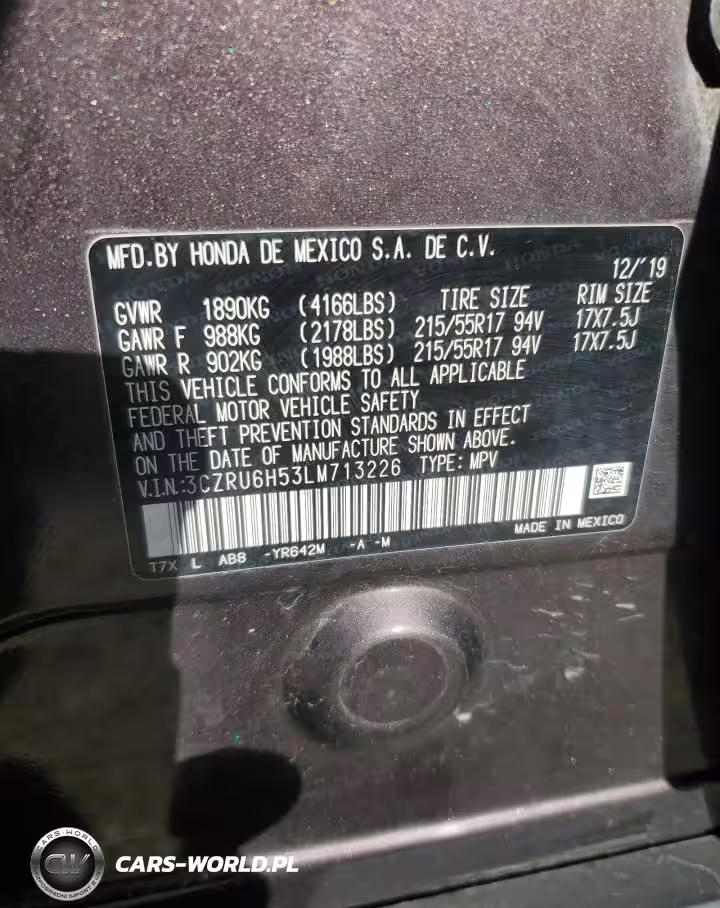 MFD.BY HONDA DE MEXICO S.A. DE C.V.
12/'19
GVWR 1890KG (4166LBS) TIRE SIZE RIM SIZE
GAWR F 988KG (2178LBS) 215/55R17 94V 17X7.5J
GAWR R 902KG (1988LBS) 215/55R17 94V 17X7.5J
THIS VEHICLE CONFORMS TO ALL APPLICABLE
FEDERAL MOTOR VEHICLE SAFETY
AND THEFT PREVENTION STANDARDS IN EFFECT
ON THE DATE OF MANUFACTURE SHOWN ABOVE.
V.I.N.:3CZRU6H53LM713226 TYPE: MPV
T7X L AB8 -YR642M -A -M MADE IN MEXICO
CARS-WORLD
CW
CARS-WORLD.PL